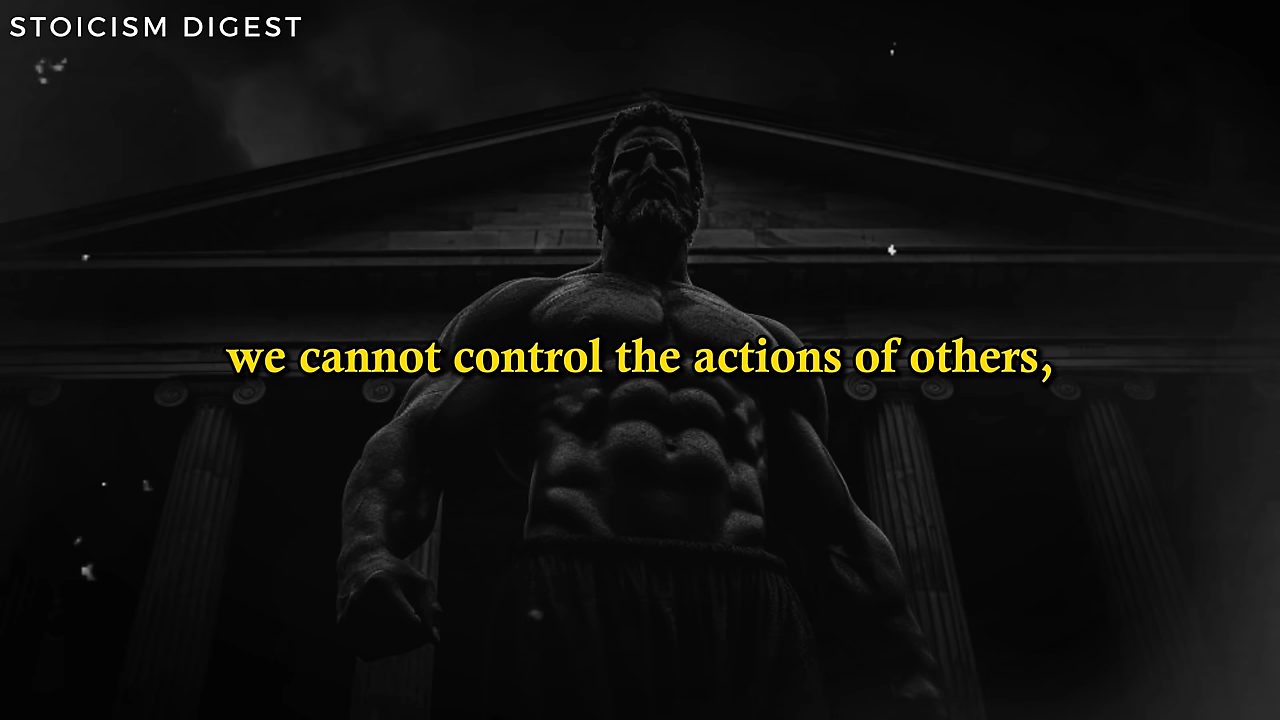 STOICISM DIGEST
we cannot control the actions of others,